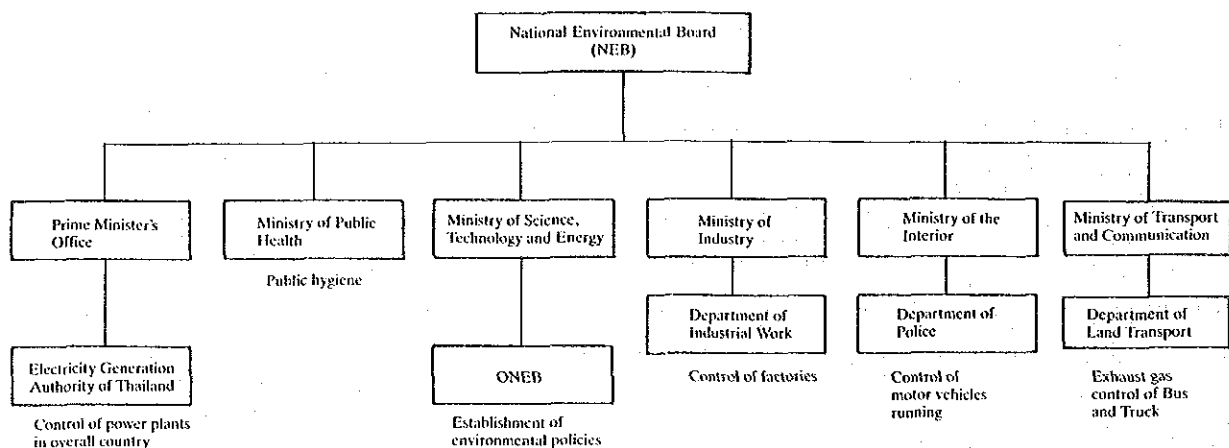 National Environmental Board
(NEB)
Prime Minister's
Office
Ministry of Public
Health
Ministry of Science,
Technology and Energy
Ministry of
Industry
Ministry of the
Interior
Ministry of Transport
and Communication
Public hygiene
Department of
Industrial Work
Department of
Police
Department of
Land Transport
Electricity Generation
Authority of Thailand
ONEB
Control of factories
Control of
motor vehicles
running
Exhaust gas
control of Bus
and Truck
Control of power plants
in overall country
Establishment of
environmental policies